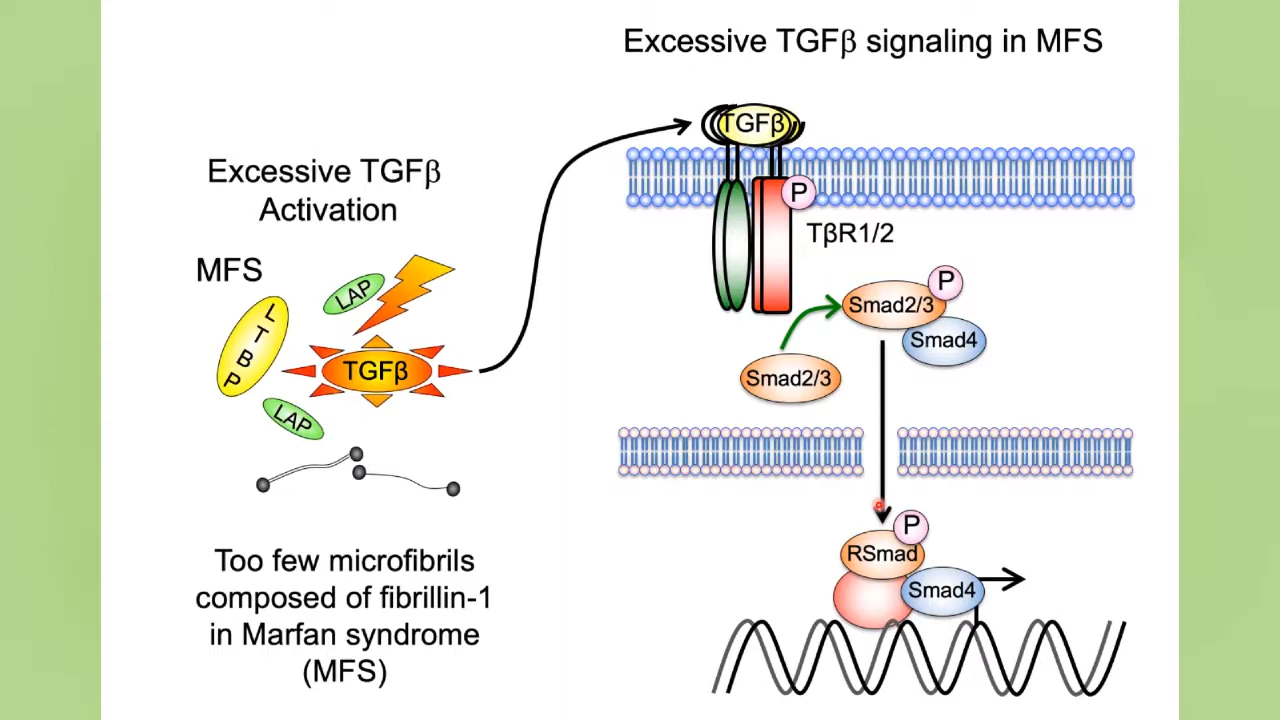 Excessive TGFβ signaling in MFS
TGFβ
P
TβR1/2
Excessive TGFβ
Activation
MFS
LAP
LTBP
TGFβ
LAP
P
Smad2/3
Smad4
Smad2/3
P
RSmad
Smad4
Too few microfibrils
composed of fibrillin-1
in Marfan syndrome
(MFS)